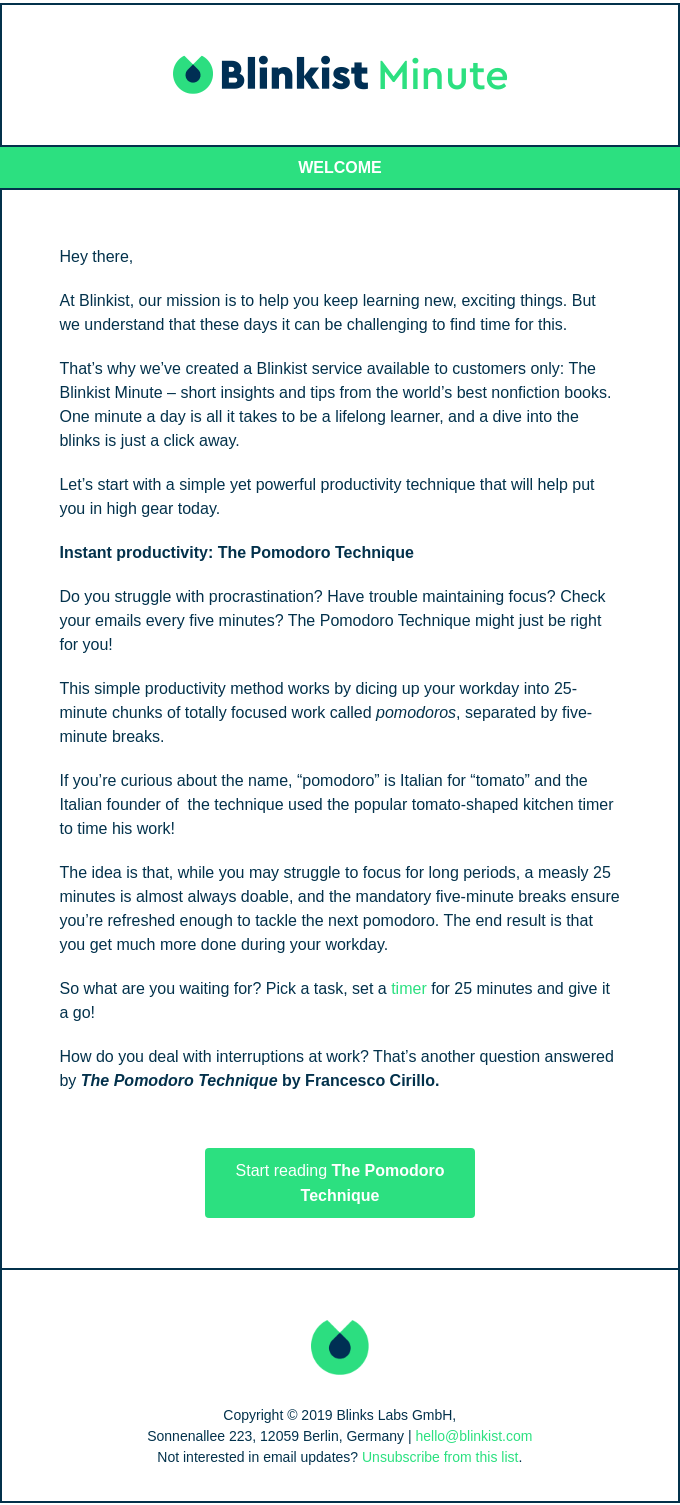 Blinkist Minute
WELCOME
Hey there,
At Blinkist, our mission is to help you keep learning new, exciting things. But
we understand that these days it can be challenging to find time for this.
That’s why we’ve created a Blinkist service available to customers only: The
Blinkist Minute – short insights and tips from the world’s best nonfiction books.
One minute a day is all it takes to be a lifelong learner, and a dive into the
blinks is just a click away.
Let’s start with a simple yet powerful productivity technique that will help put
you in high gear today.
Instant productivity: The Pomodoro Technique
Do you struggle with procrastination? Have trouble maintaining focus? Check
your emails every five minutes? The Pomodoro Technique might just be right
for you!
This simple productivity method works by dicing up your workday into 25-
minute chunks of totally focused work called pomodoros, separated by five-
minute breaks.
If you’re curious about the name, “pomodoro” is Italian for “tomato” and the
Italian founder of  the technique used the popular tomato-shaped kitchen timer
to time his work!
The idea is that, while you may struggle to focus for long periods, a measly 25
minutes is almost always doable, and the mandatory five-minute breaks ensure
you’re refreshed enough to tackle the next pomodoro. The end result is that
you get much more done during your workday.
So what are you waiting for? Pick a task, set a timer for 25 minutes and give it
a go!
How do you deal with interruptions at work? That’s another question answered
by The Pomodoro Technique by Francesco Cirillo.
Start reading The Pomodoro
Technique
Copyright © 2019 Blinks Labs GmbH,
Sonnenallee 223, 12059 Berlin, Germany | hello@blinkist.com
Not interested in email updates? Unsubscribe from this list.